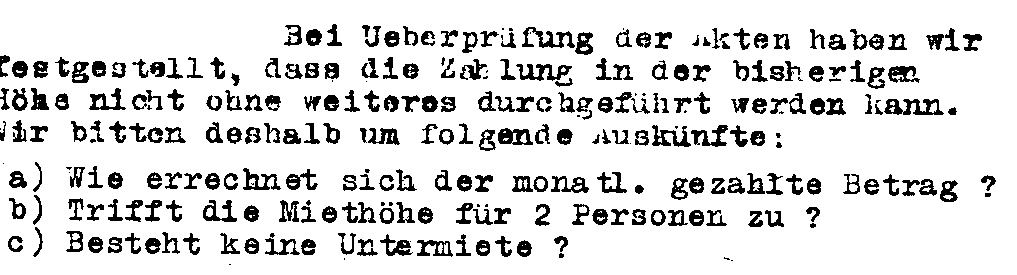 Bei Ueberprüfung der Akten haben wir
festgestellt, dass die Zahlung in der bisherigen
Höhe nicht ohne weiteres durchgeführt werden kann.
Wir bitten deshalb um folgende Auskünfte:
a) Wie errechnet sich der monatl. gezahlte Betrag ?
b) Trifft die Miethöhe für 2 Personen zu ?
c) Besteht keine Untermiete ?